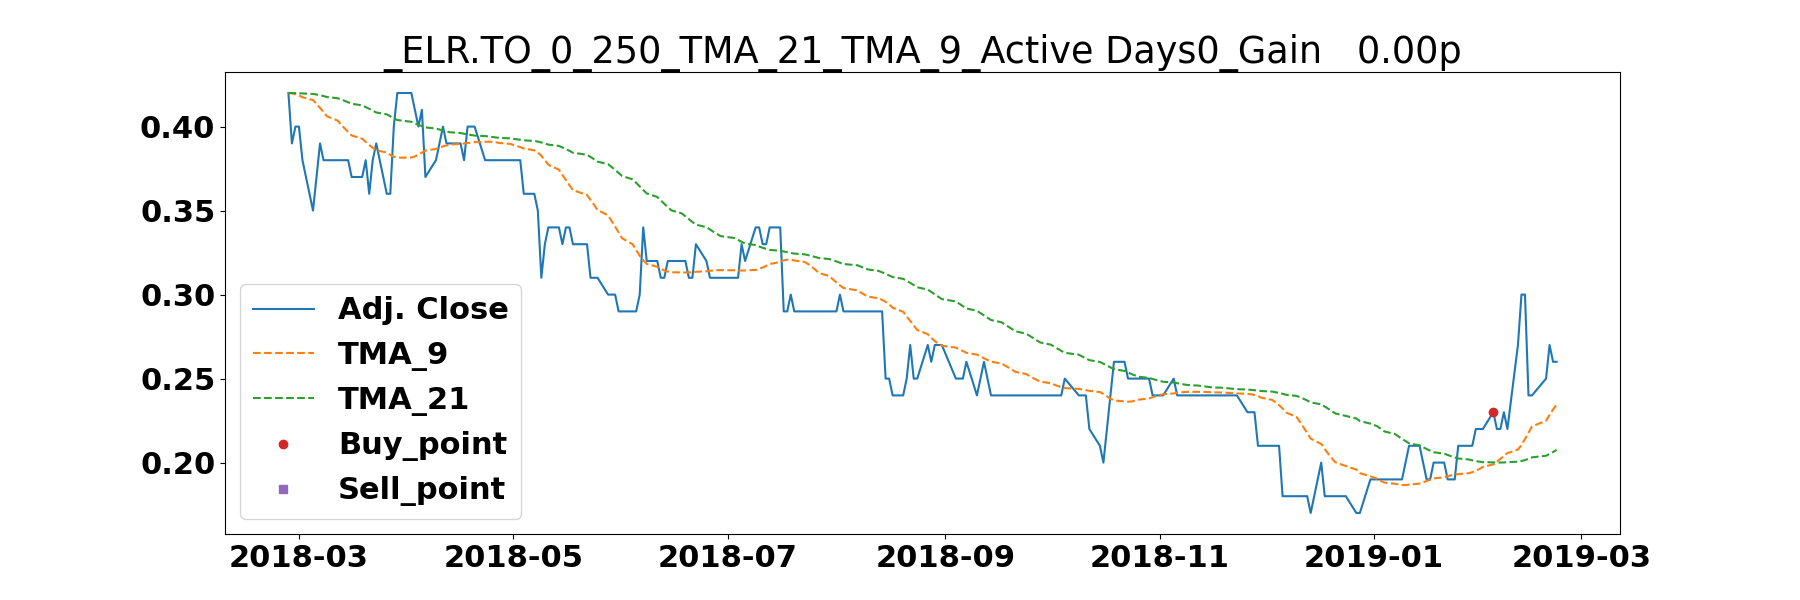 _ELR.TO_0_250_TMA_21_TMA_9_Active Days0_Gain   0.00p
0.40
0.35
0.30
0.25
0.20
Adj. Close
TMA_9
TMA_21
Buy_point
Sell_point
2018-03 2018-05 2018-07 2018-09 2018-11 2019-01 2019-03